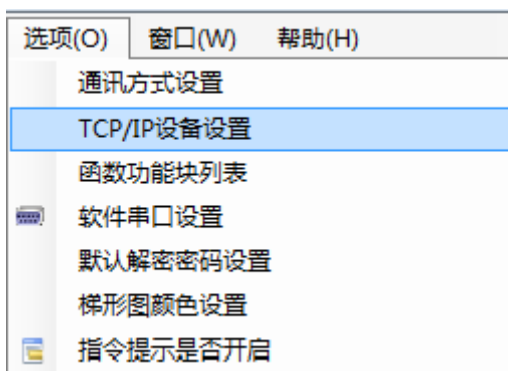 选项(O) 窗口(W) 帮助(H)
通讯方式设置
TCP/IP设备设置
函数功能块列表
软件串口设置
默认解密密码设置
梯形图颜色设置
指令提示是否开启